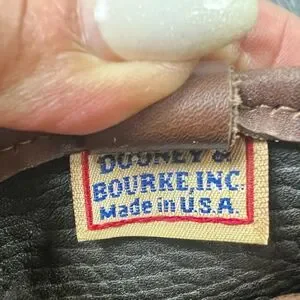 DOONEY &
BOURKE, INC.
Made in U.S.A.